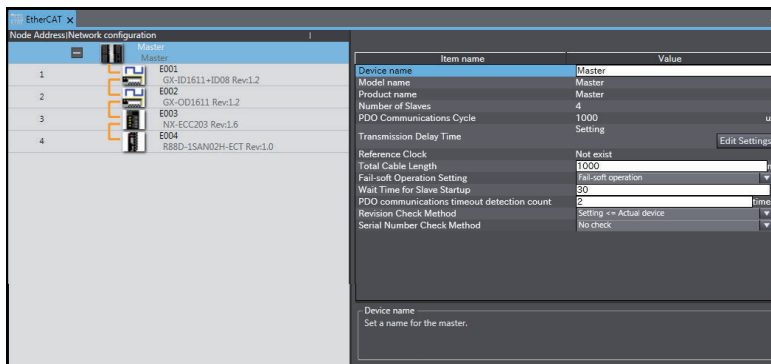 EtherCAT ×
Node Address|Network configuration
Master
Master
1 E001
GX-ID1611+ID08 Rev:1.2
2 E002
GX-OD1611 Rev:1.2
3 E003
NX-ECC203 Rev:1.6
4 E004
R88D-1SAN02H-ECT Rev:1.0
Item name Value
Device name Master
Model name Master
Product name Master
Number of Slaves 4
PDO Communications Cycle 1000 u
Transmission Delay Time Setting
Edit Settings
Reference Clock Not exist
Total Cable Length 1000
Fail-soft Operation Setting Fail-soft operation
Wait Time for Slave Startup 30
PDO communications timeout detection count 2 time
Revision Check Method Setting <= Actual device
Serial Number Check Method No check
Device name
Set a name for the master.